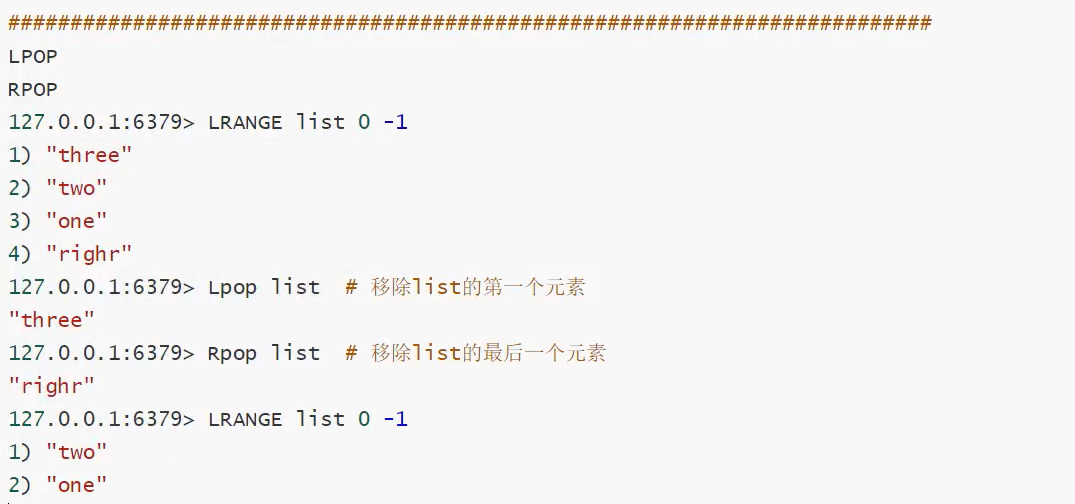 ##########################################################################
LPOP
RPOP
127.0.0.1:6379> LRANGE list 0 -1
1) "three"
2) "two"
3) "one"
4) "righr"
127.0.0.1:6379> Lpop list  # 移除list的第一个元素
"three"
127.0.0.1:6379> Rpop list  # 移除list的最后一个元素
"righr"
127.0.0.1:6379> LRANGE list 0 -1
1) "two"
2) "one"